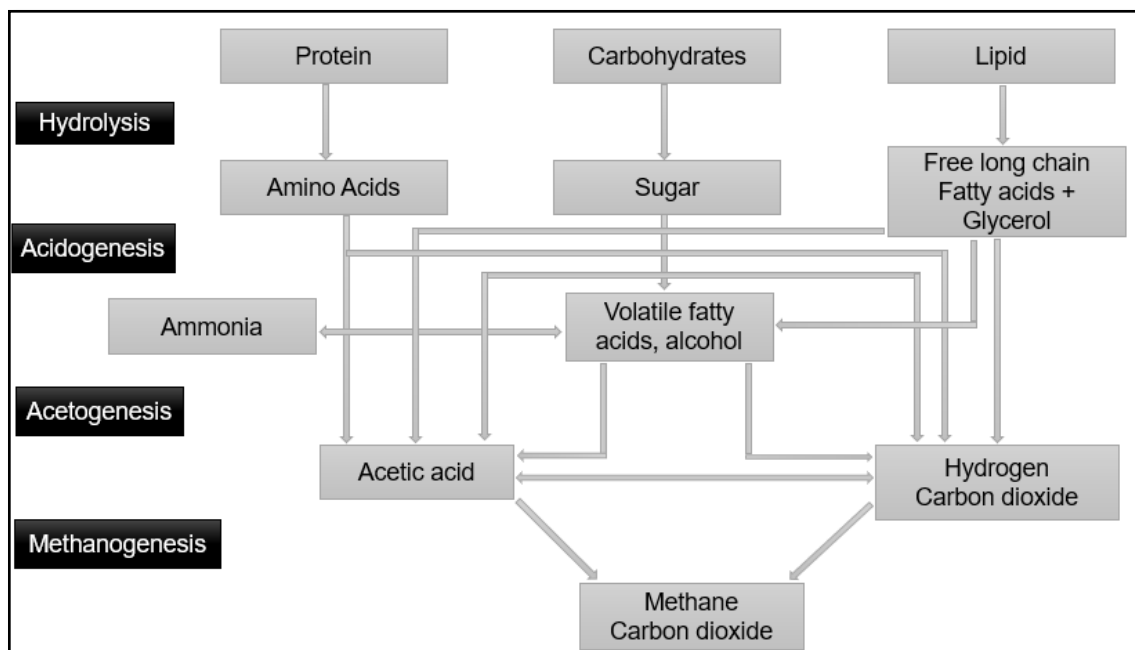 Protein
Carbohydrates
Lipid
Hydrolysis
Amino Acids
Sugar
Free long chain
Fatty acids +
Glycerol
Acidogenesis
Ammonia
Volatile fatty
acids, alcohol
Acetogenesis
Acetic acid
Hydrogen
Carbon dioxide
Methanogenesis
Methane
Carbon dioxide